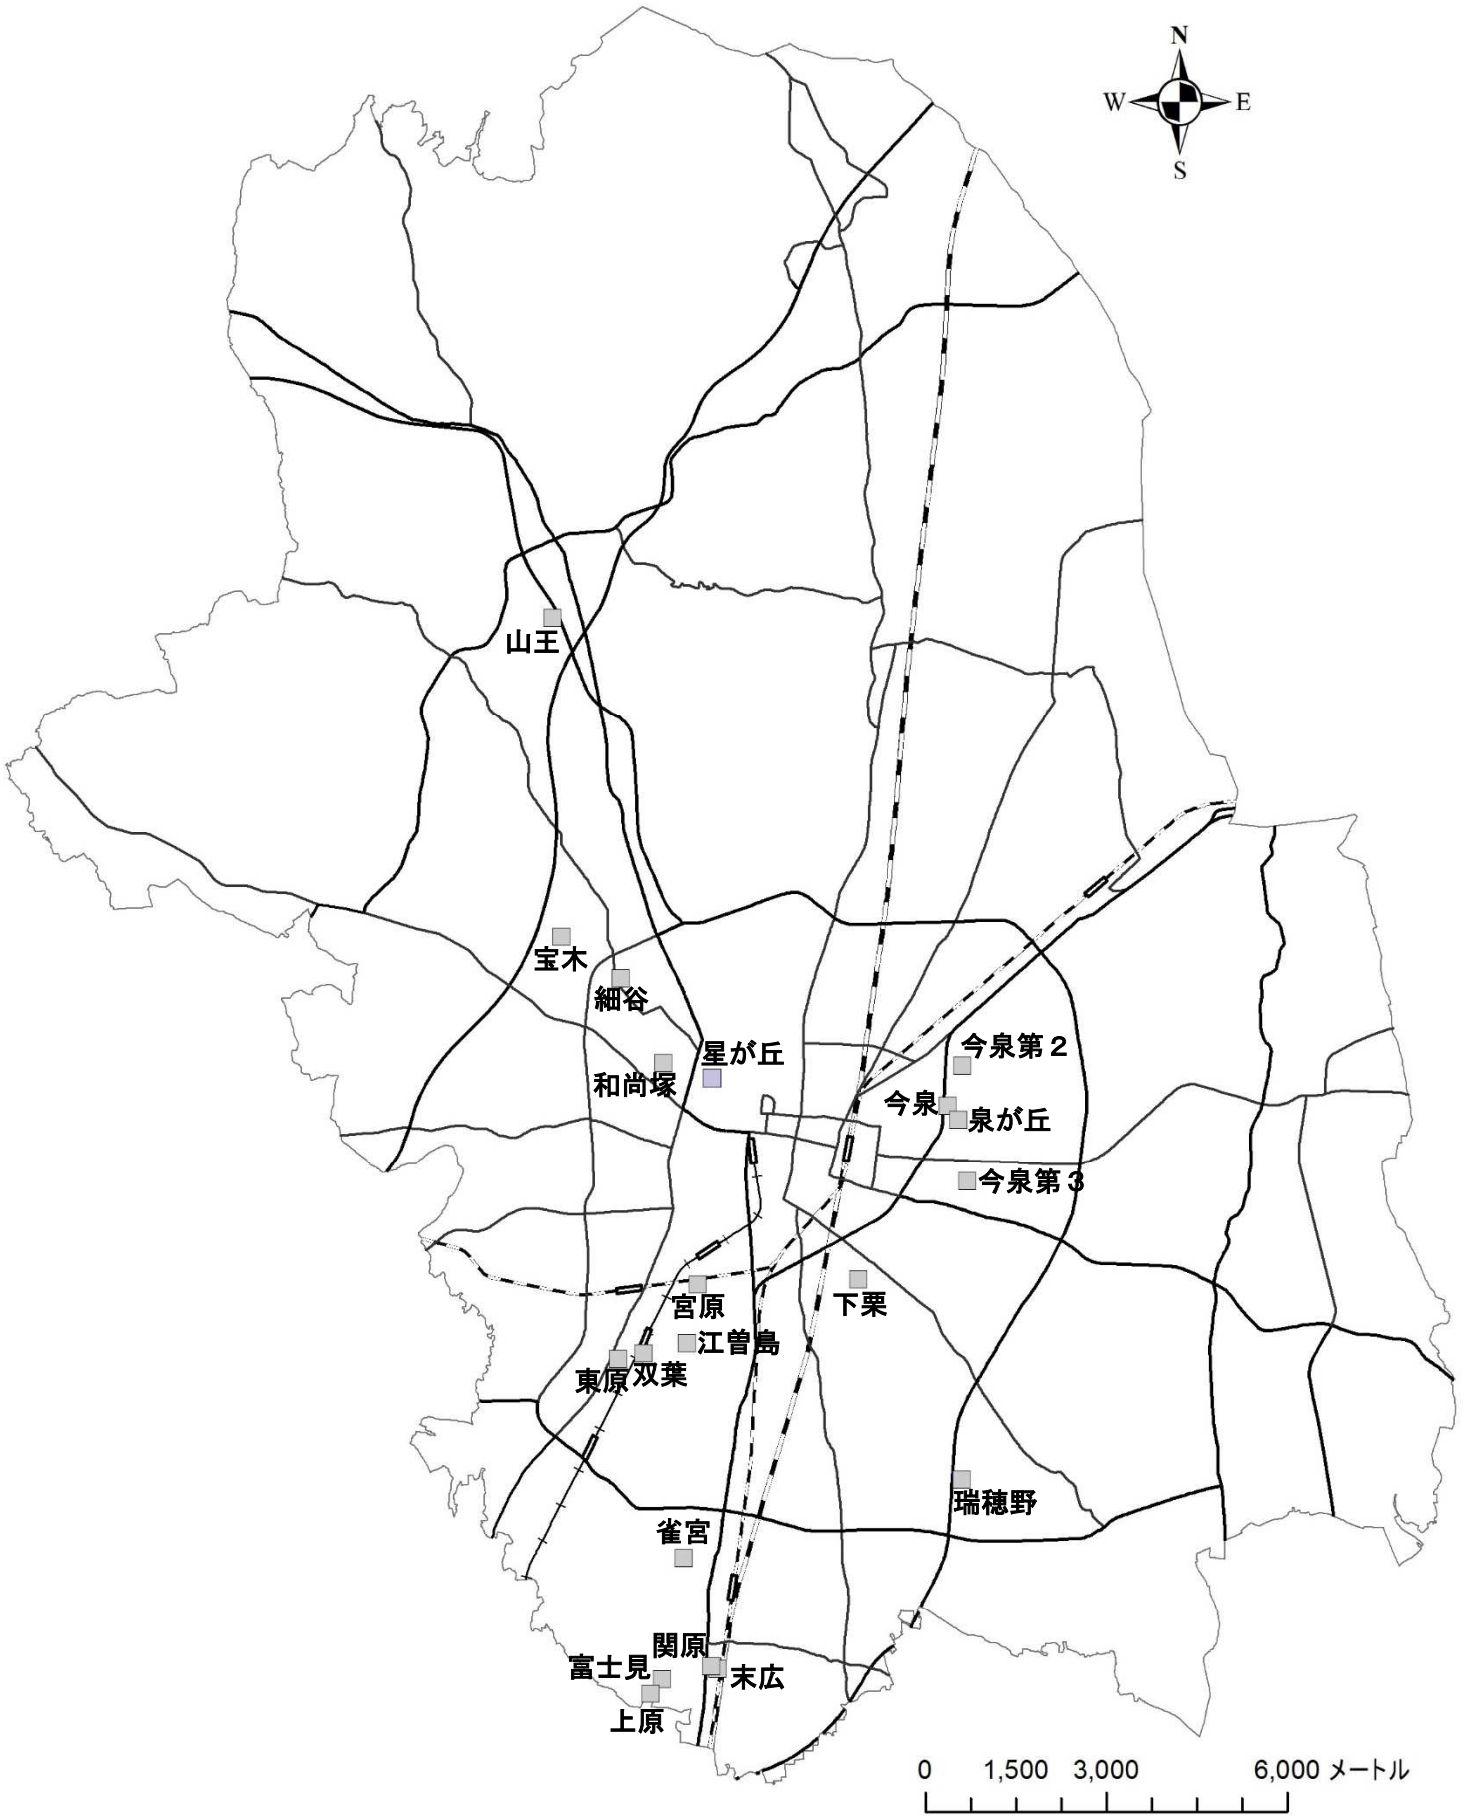 N
W
E
S
山王
宝木
細谷
星が丘
和尚塚
今泉第２
今泉
泉が丘
今泉第３
宮原
下栗
江曽島
東原
双葉
瑞穂野
雀宮
関原
富士見
末広
上原
0 1,500 3,000 6,000 メートル